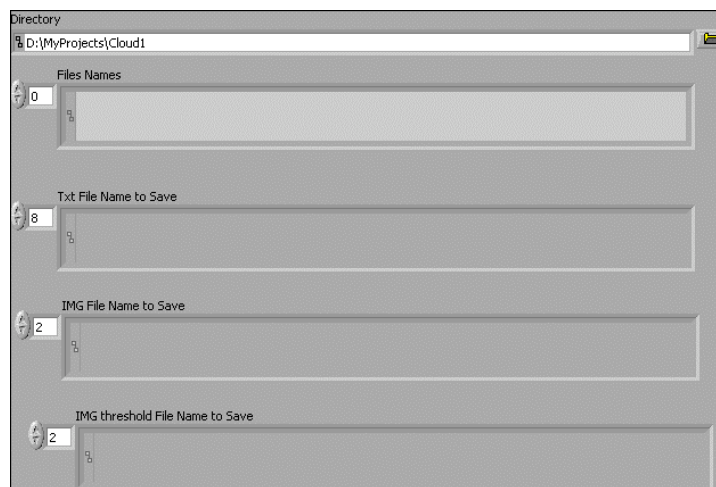 Directory
D:\MyProjects\Cloud1
Files Names
0
Txt File Name to Save
8
IMG File Name to Save
2
IMG threshold File Name to Save
2